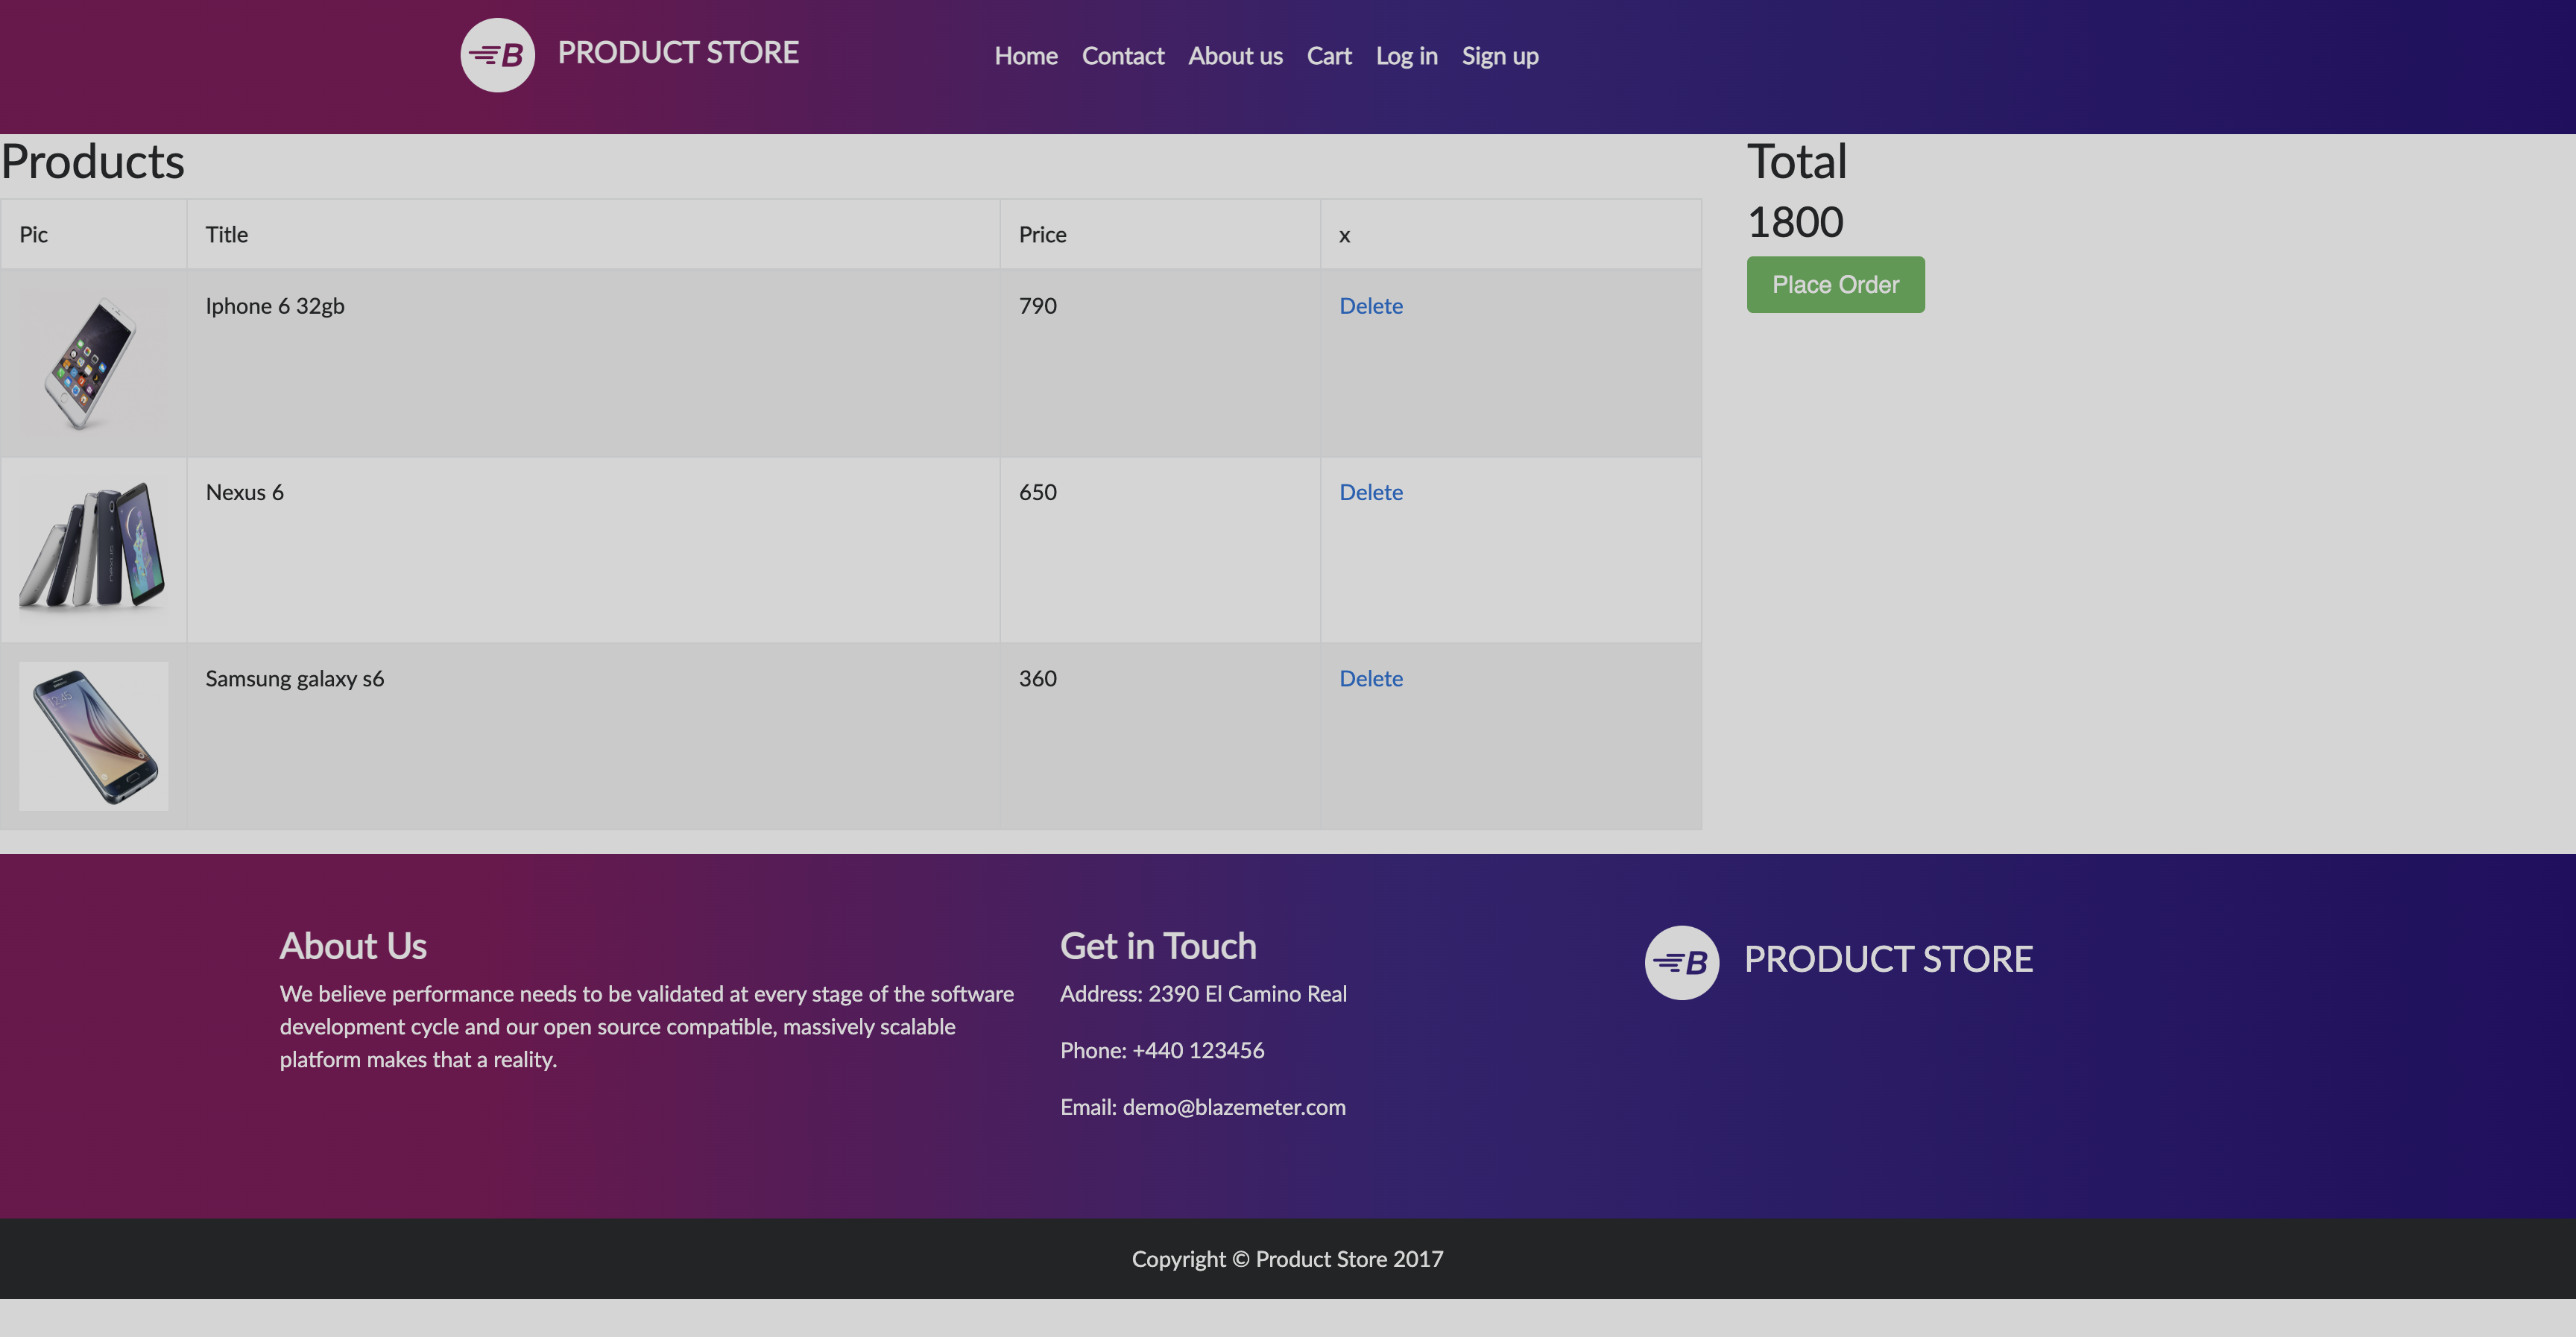 B PRODUCT STORE
Home Contact About us Cart Log in Sign up
Products
Pic Title Price x
Iphone 6 32gb 790 Delete
Nexus 6 650 Delete
Samsung galaxy s6 360 Delete
Total
1800
Place Order
About Us
We believe performance needs to be validated at every stage of the software
development cycle and our open source compatible, massively scalable
platform makes that a reality.
Get in Touch
Address: 2390 El Camino Real
Phone: +440 123456
Email: demo@blazemeter.com
B PRODUCT STORE
Copyright © Product Store 2017